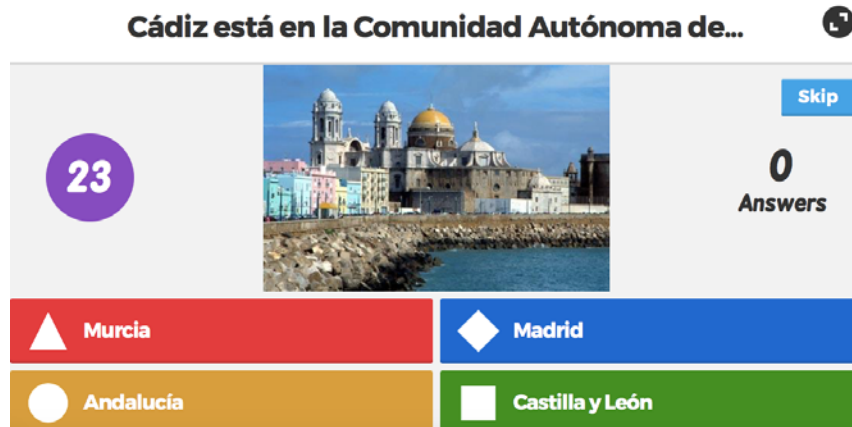 Cádiz está en la Comunidad Autónoma de...
Skip
23
0
Answers
Murcia
Madrid
Andalucía
Castilla y León